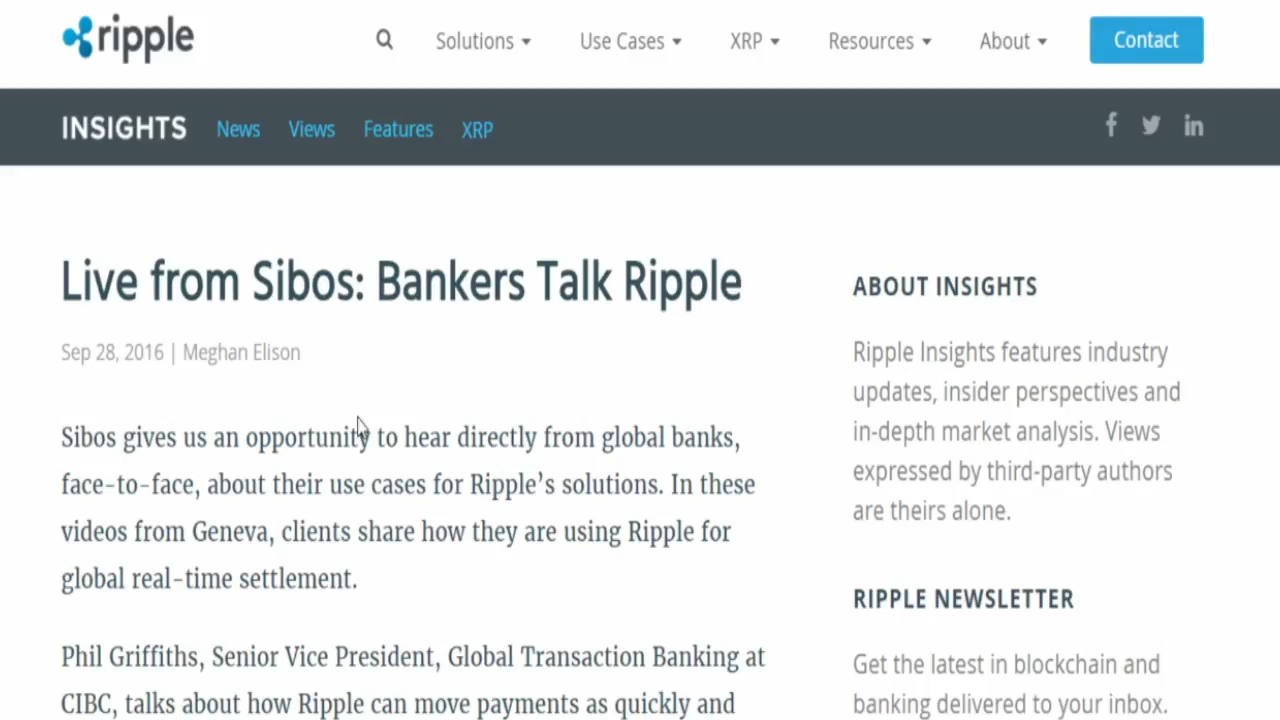 ripple
Solutions
Use Cases
XRP
Resources
About
Contact
INSIGHTS
News
Views
Features
XRP
Live from Sibos: Bankers Talk Ripple
Sep 28, 2016 | Meghan Elison
Sibos gives us an opportunity to hear directly from global banks,
face-to-face, about their use cases for Ripple’s solutions. In these
videos from Geneva, clients share how they are using Ripple for
global real-time settlement.
Phil Griffiths, Senior Vice President, Global Transaction Banking at
CIBC, talks about how Ripple can move payments as quickly and
ABOUT INSIGHTS
Ripple Insights features industry
updates, insider perspectives and
in-depth market analysis. Views
expressed by third-party authors
are theirs alone.
RIPPLE NEWSLETTER
Get the latest in blockchain and
banking delivered to your inbox.